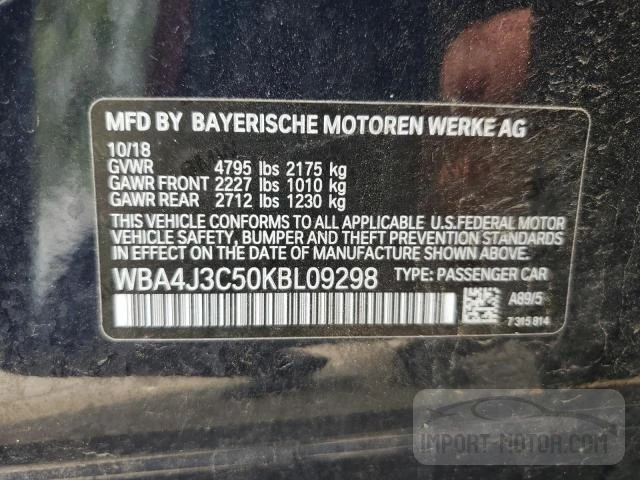 MFD BY BAYERISCHE MOTOREN WERKE AG
10/18
GVWR 4795 lbs 2175 kg
GAWR FRONT 2227 lbs 1010 kg
GAWR REAR 2712 lbs 1230 kg
THIS VEHICLE CONFORMS TO ALL APPLICABLE U.S.FEDERAL MOTOR
VEHICLE SAFETY, BUMPER AND THEFT PREVENTION STANDARDS
IN EFFECT ON THE DATE OF MANUFACTURE SHOWN ABOVE.
WBA4J3C50KBL09298 TYPE: PASSENGER CAR
A89/5
7 315 814
IMPORT-MOTOR.COM